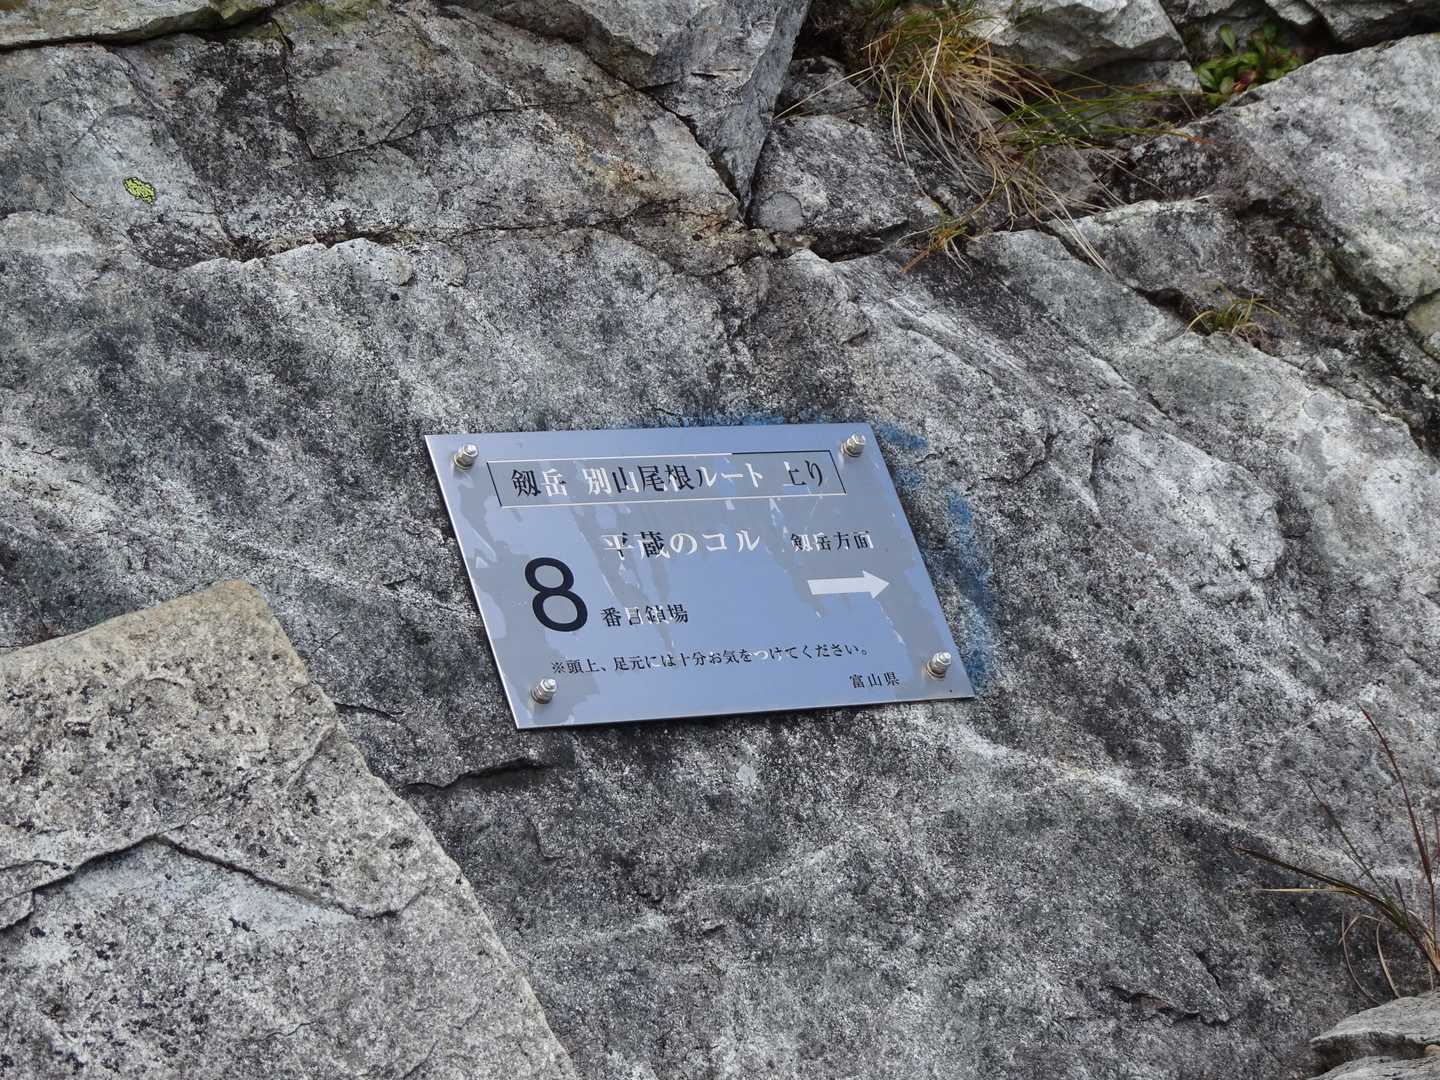 剱岳 別山尾根ルート 上り
平蔵のコル 剱岳方面
8 番目鎖場
※頭上、足元には十分お気をつけてください。
富山県